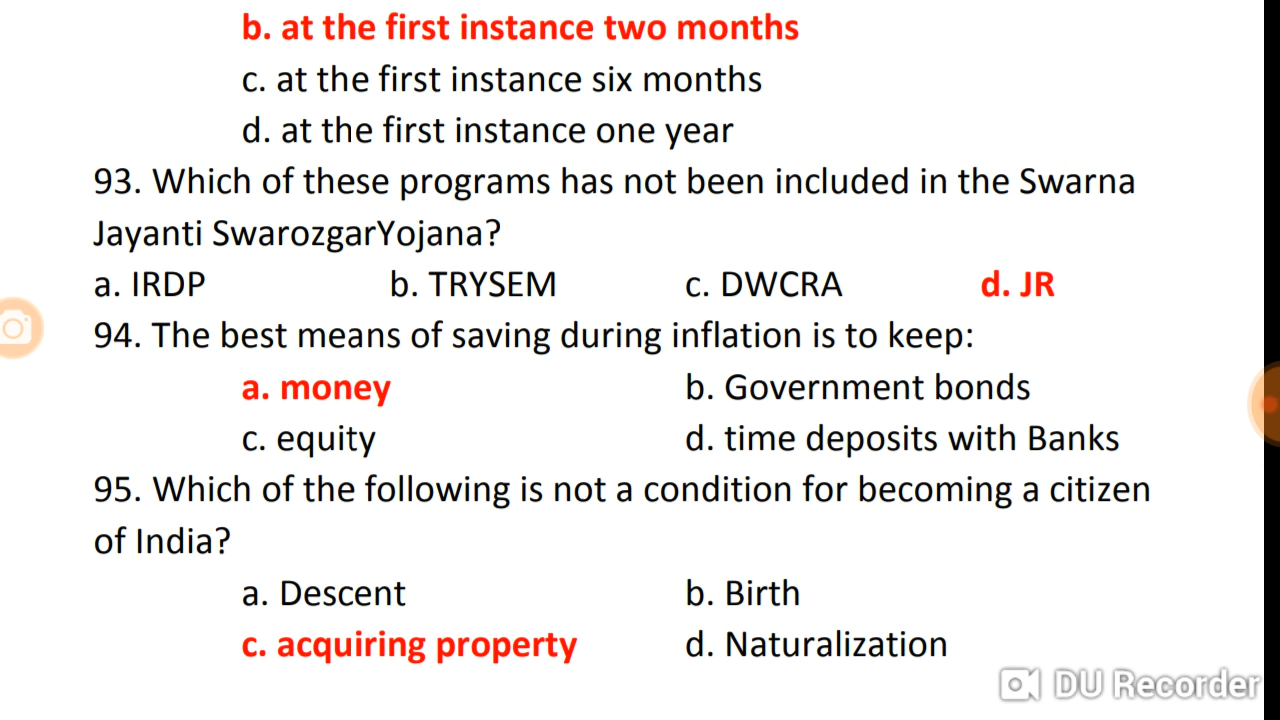 b. at the first instance two months
c. at the first instance six months
d. at the first instance one year
93. Which of these programs has not been included in the Swarna
Jayanti SwarozgarYojana?
a. IRDP b. TRYSEM c. DWCRA d. JR
94. The best means of saving during inflation is to keep:
a. money b. Government bonds
c. equity d. time deposits with Banks
95. Which of the following is not a condition for becoming a citizen
of India?
a. Descent b. Birth
c. acquiring property d. Naturalization
DU Recorder